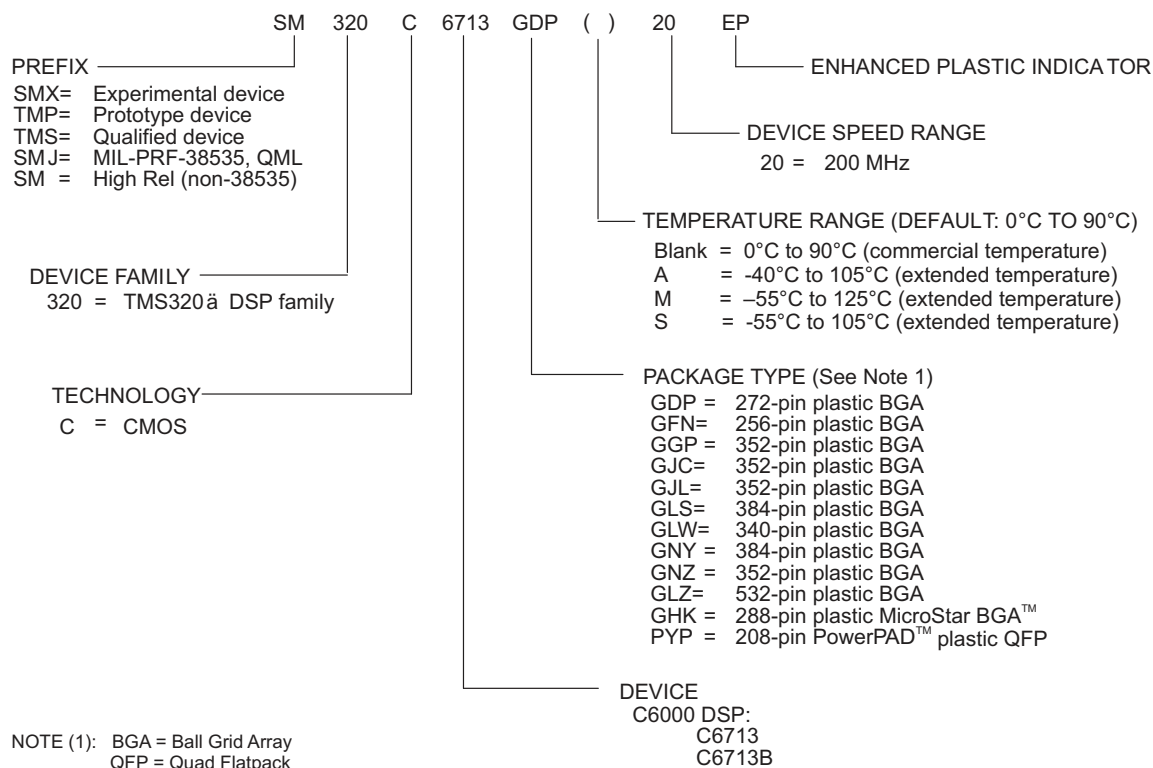 SM 320 C 6713 GDP ( ) 20 EP
PREFIX
SMX= Experimental device
TMP= Prototype device
TMS= Qualified device
SMJ= MIL-PRF-38535, QML
SM = High Rel (non-38535)
ENHANCED PLASTIC INDICATOR
DEVICE SPEED RANGE
20 = 200 MHz
TEMPERATURE RANGE (DEFAULT: 0°C TO 90°C)
Blank = 0°C to 90°C (commercial temperature)
A = -40°C to 105°C (extended temperature)
M = –55°C to 125°C (extended temperature)
S = -55°C to 105°C (extended temperature)
DEVICE FAMILY
320 = TMS320ä DSP family
TECHNOLOGY
C = CMOS
PACKAGE TYPE (See Note 1)
GDP = 272-pin plastic BGA
GFN= 256-pin plastic BGA
GGP = 352-pin plastic BGA
GJC= 352-pin plastic BGA
GJL= 352-pin plastic BGA
GLS= 384-pin plastic BGA
GLW= 340-pin plastic BGA
GNY = 384-pin plastic BGA
GNZ = 352-pin plastic BGA
GLZ= 532-pin plastic BGA
GHK = 288-pin plastic MicroStar BGA™
PYP = 208-pin PowerPAD™ plastic QFP
DEVICE
C6000 DSP:
C6713
C6713B
NOTE (1): BGA = Ball Grid Array
QFP = Quad Flatpack